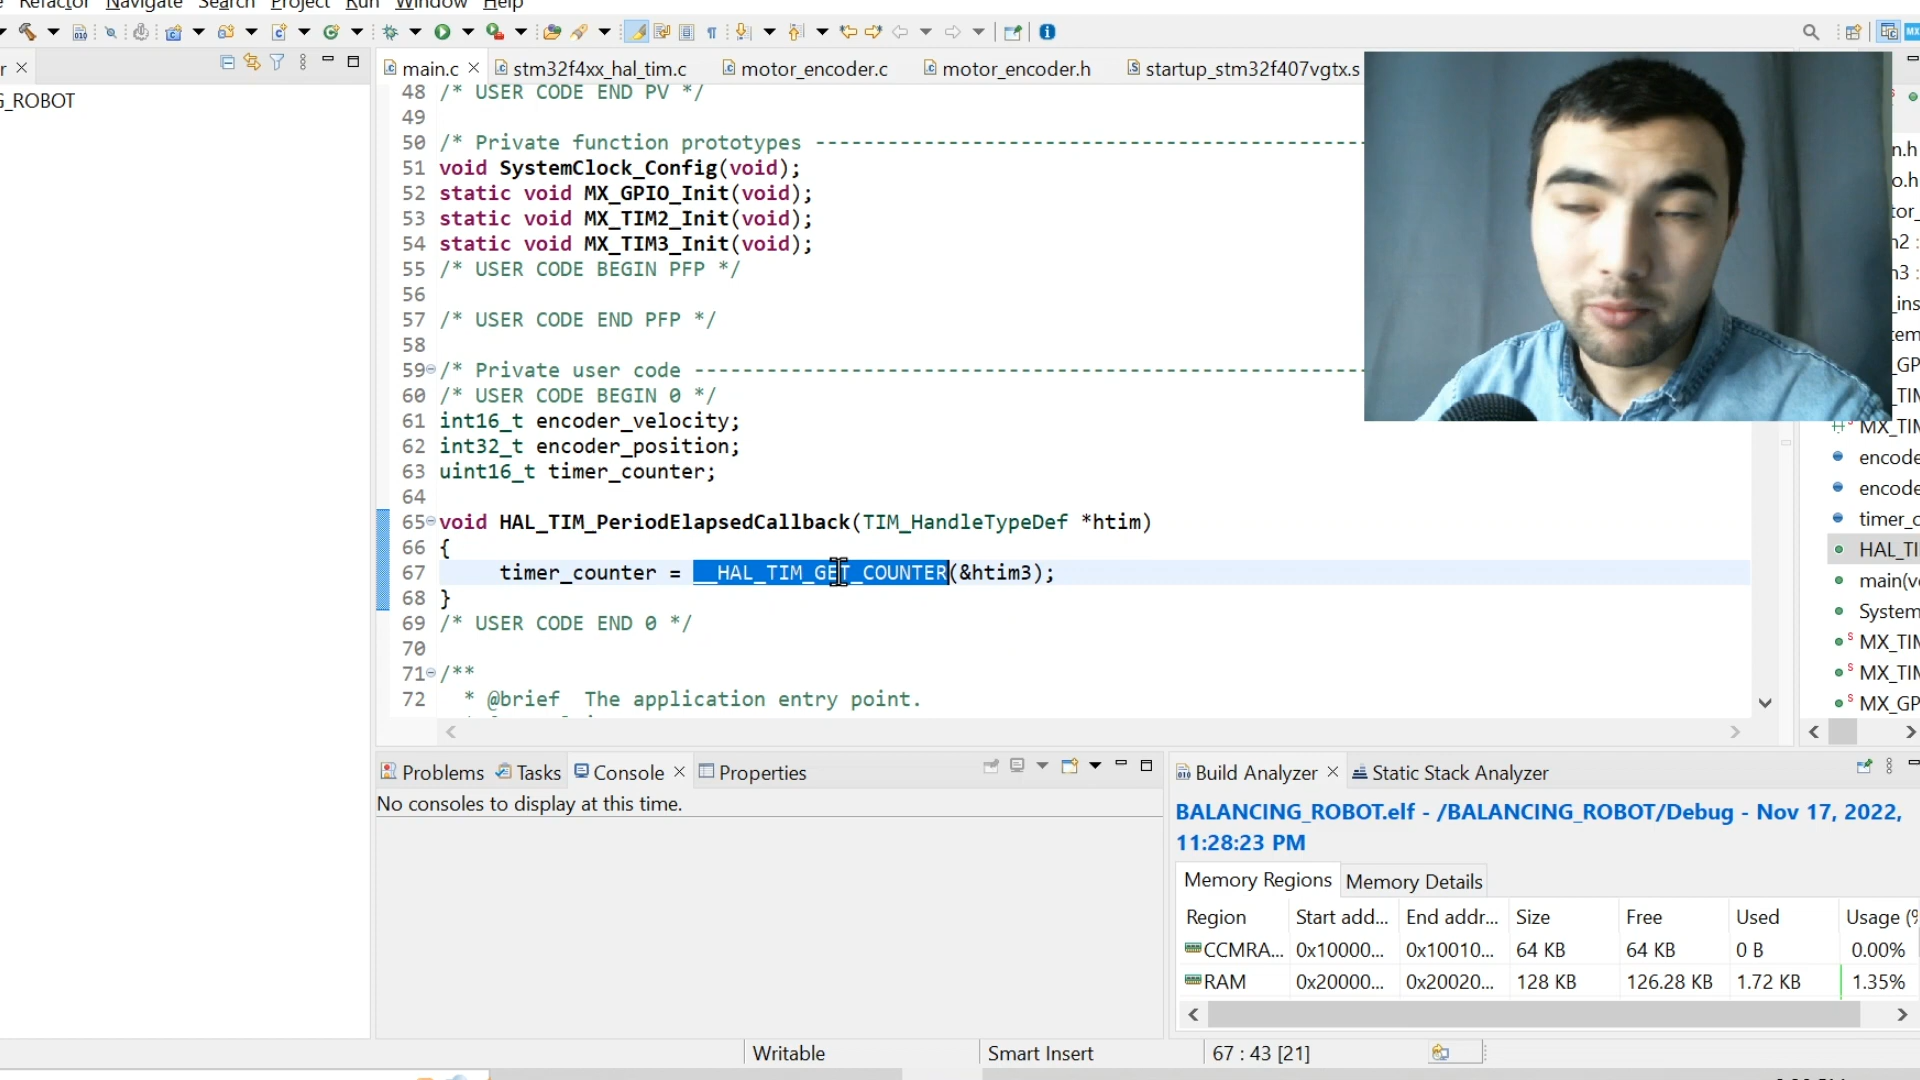 Refactor Navigate Search Project Run Window Help
main.c
stm32f4xx_hal_tim.c
motor_encoder.c
motor_encoder.h
startup_stm32f407vgtx.s
G_ROBOT
48 /* USER CODE END PV */
49
50 /* Private function prototypes -----------------------------------------------
51 void SystemClock_Config(void);
52 static void MX_GPIO_Init(void);
53 static void MX_TIM2_Init(void);
54 static void MX_TIM3_Init(void);
55 /* USER CODE BEGIN PFP */
56
57 /* USER CODE END PFP */
58
59 /* Private user code ---------------------------------------------------------
60 /* USER CODE BEGIN 0 */
61 int16_t encoder_velocity;
62 int32_t encoder_position;
63 uint16_t timer_counter;
64
65 void HAL_TIM_PeriodElapsedCallback(TIM_HandleTypeDef *htim)
66 {
67 timer_counter = __HAL_TIM_GET_COUNTER(&htim3);
68 }
69 /* USER CODE END 0 */
70
71 /**
72 * @brief The application entry point.
MX_TIM
encode
encode
timer_c
HAL_TI
main(v
System
MX_TIM
MX_TIM
MX_GP
Problems Tasks Console Properties
No consoles to display at this time.
Build Analyzer Static Stack Analyzer
BALANCING_ROBOT.elf - /BALANCING_ROBOT/Debug - Nov 17, 2022,
11:28:23 PM
Memory Regions Memory Details
Region Start add... End addr... Size Free Used Usage (%
CCMRA... 0x10000... 0x10010... 64 KB 64 KB 0 B 0.00%
RAM 0x20000... 0x20020... 128 KB 126.28 KB 1.72 KB 1.35%
Writable Smart Insert 67 : 43 [21]